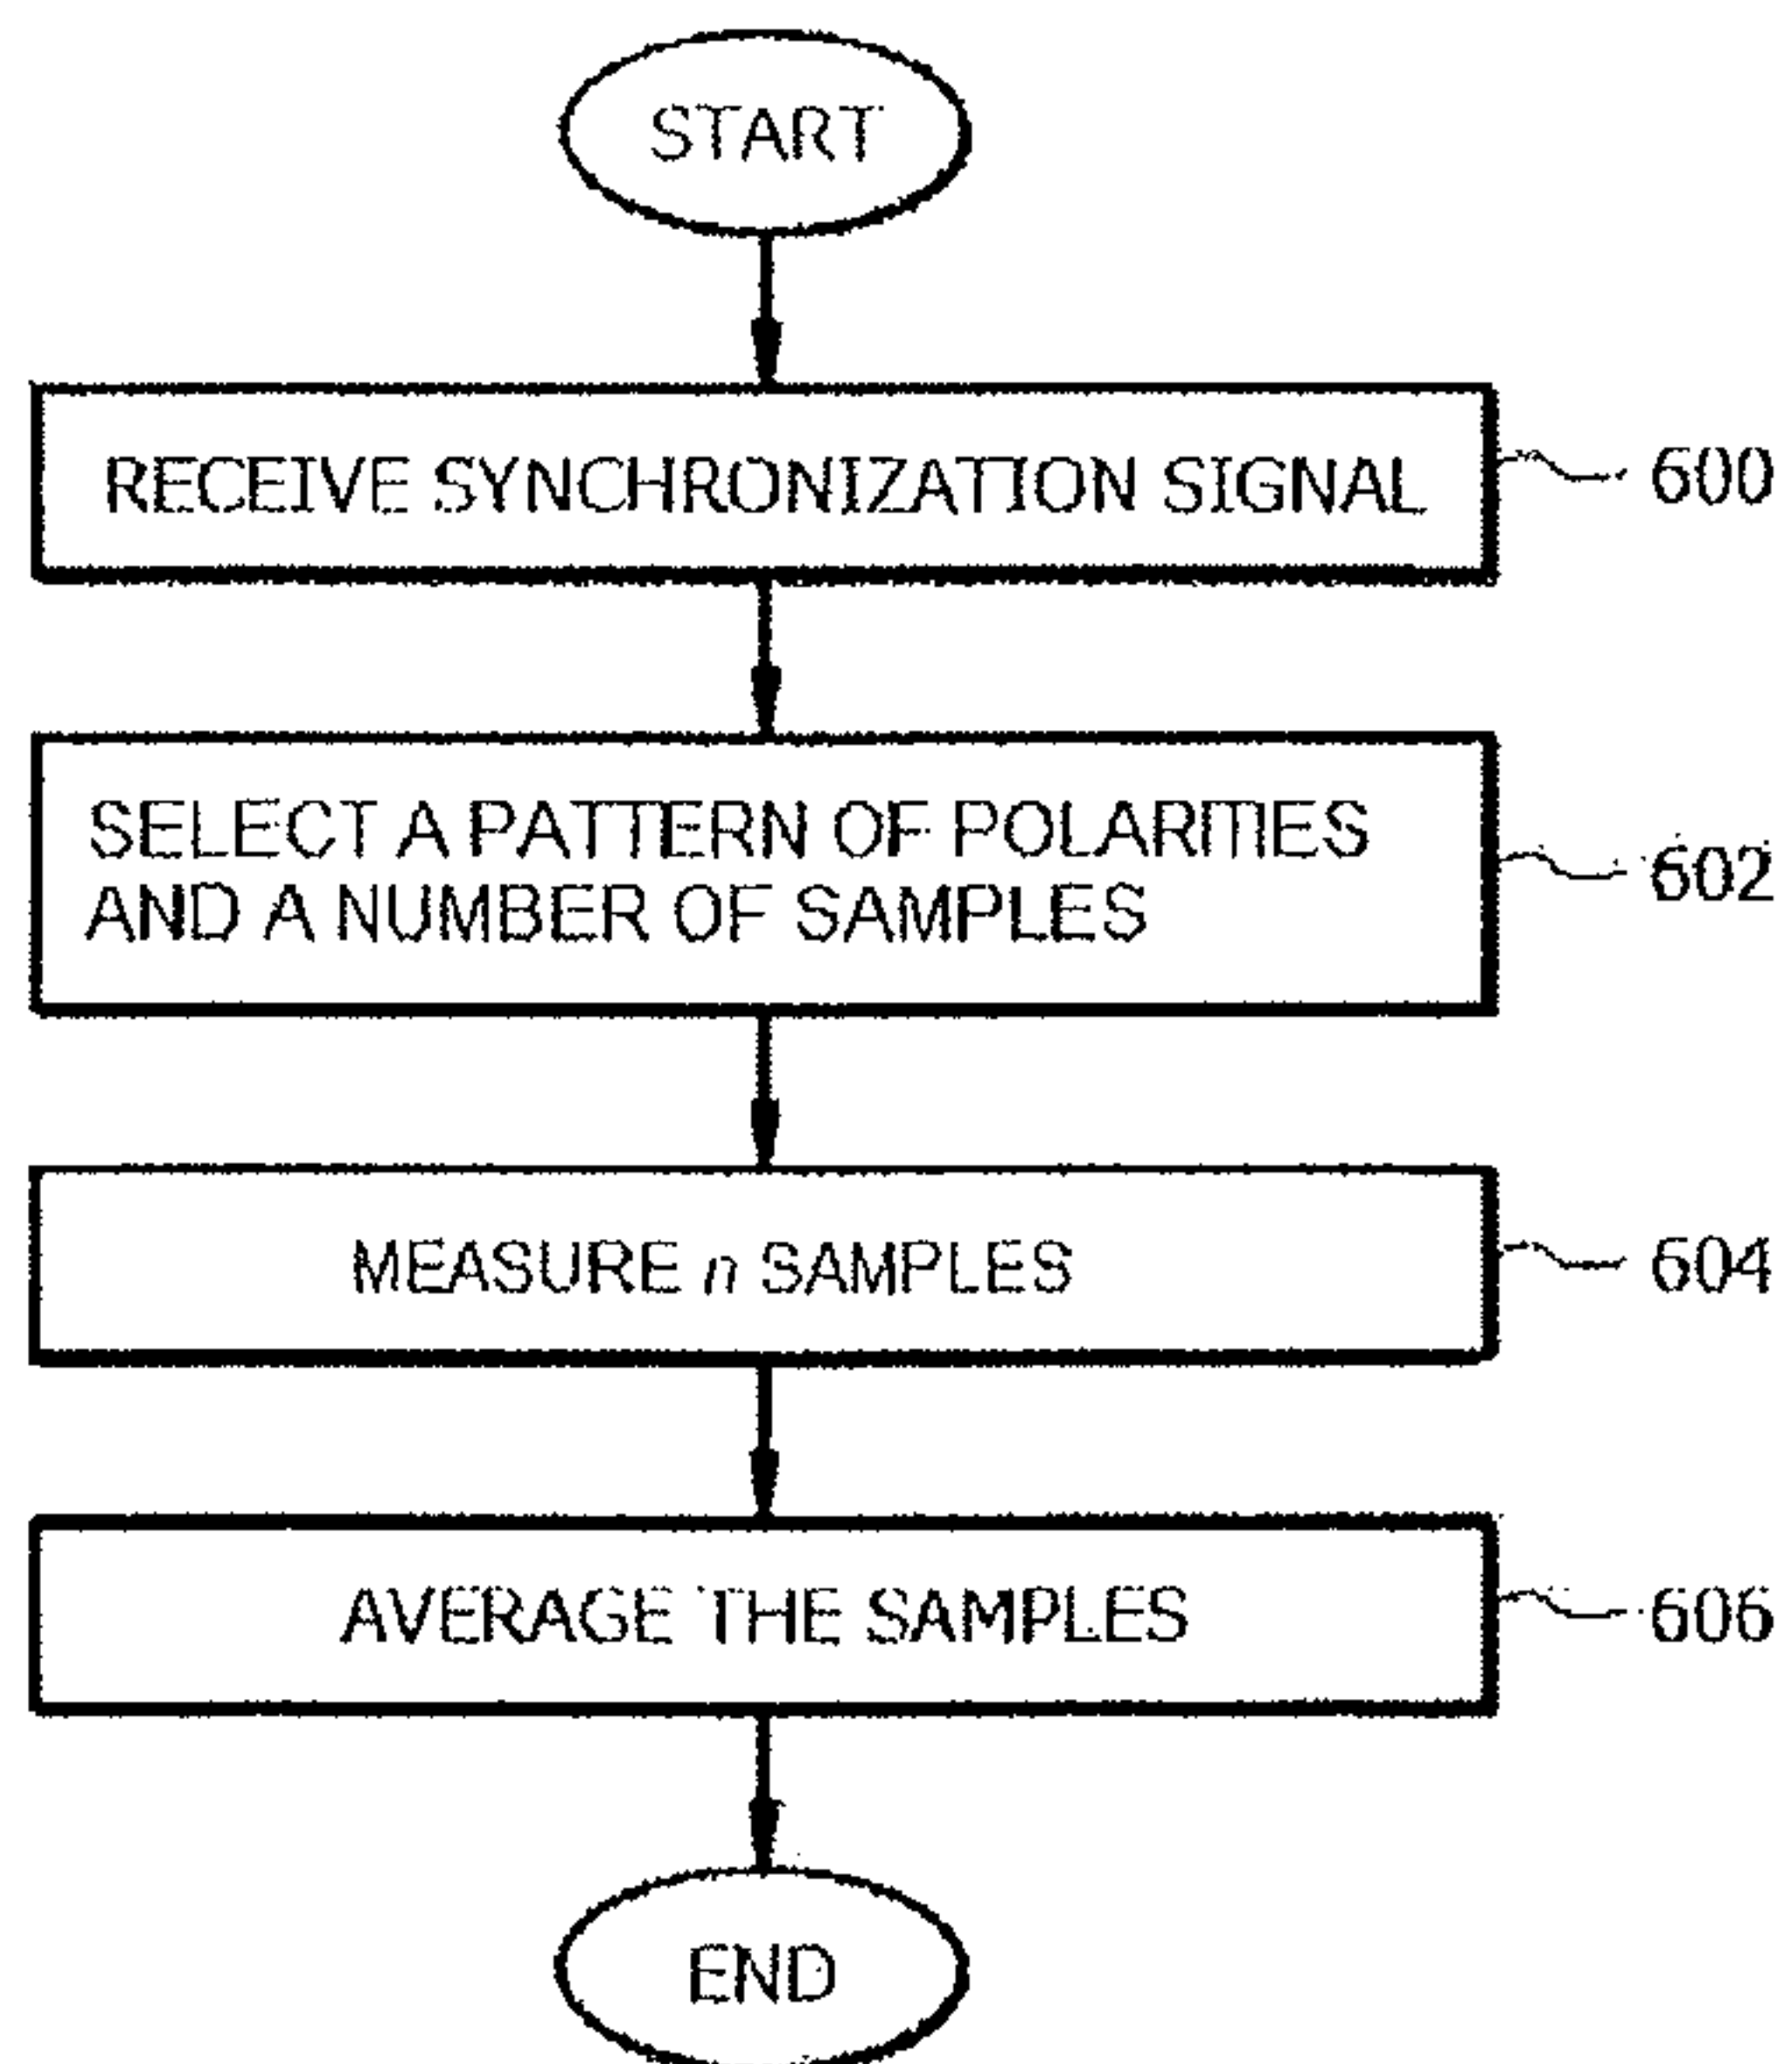 START
RECEIVE SYNCHRONIZATION SIGNAL
600
SELECT A PATTERN OF POLARITIES
AND A NUMBER OF SAMPLES
602
MEASURE n SAMPLES
604
AVERAGE THE SAMPLES
606
END